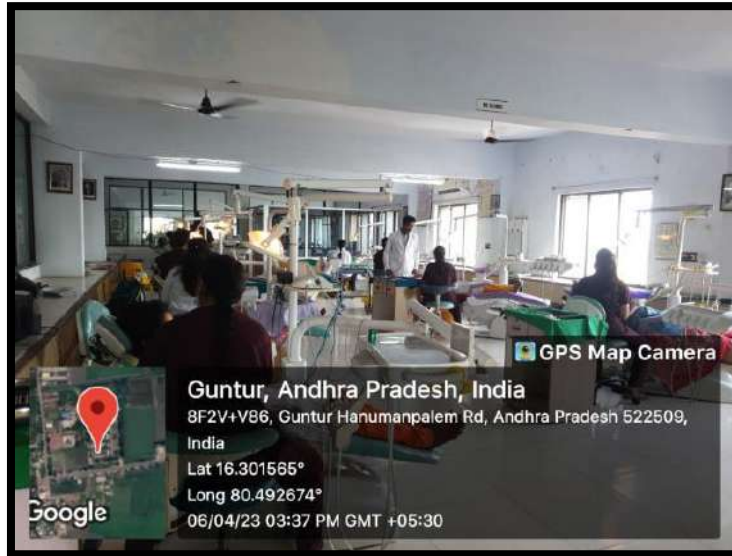 GPS Map Camera
Guntur, Andhra Pradesh, India
8F2V+V86, Guntur Hanumanpalem Rd, Andhra Pradesh 522509,
India
Lat 16.301565°
Long 80.492674°
06/04/23 03:37 PM GMT +05:30
Google